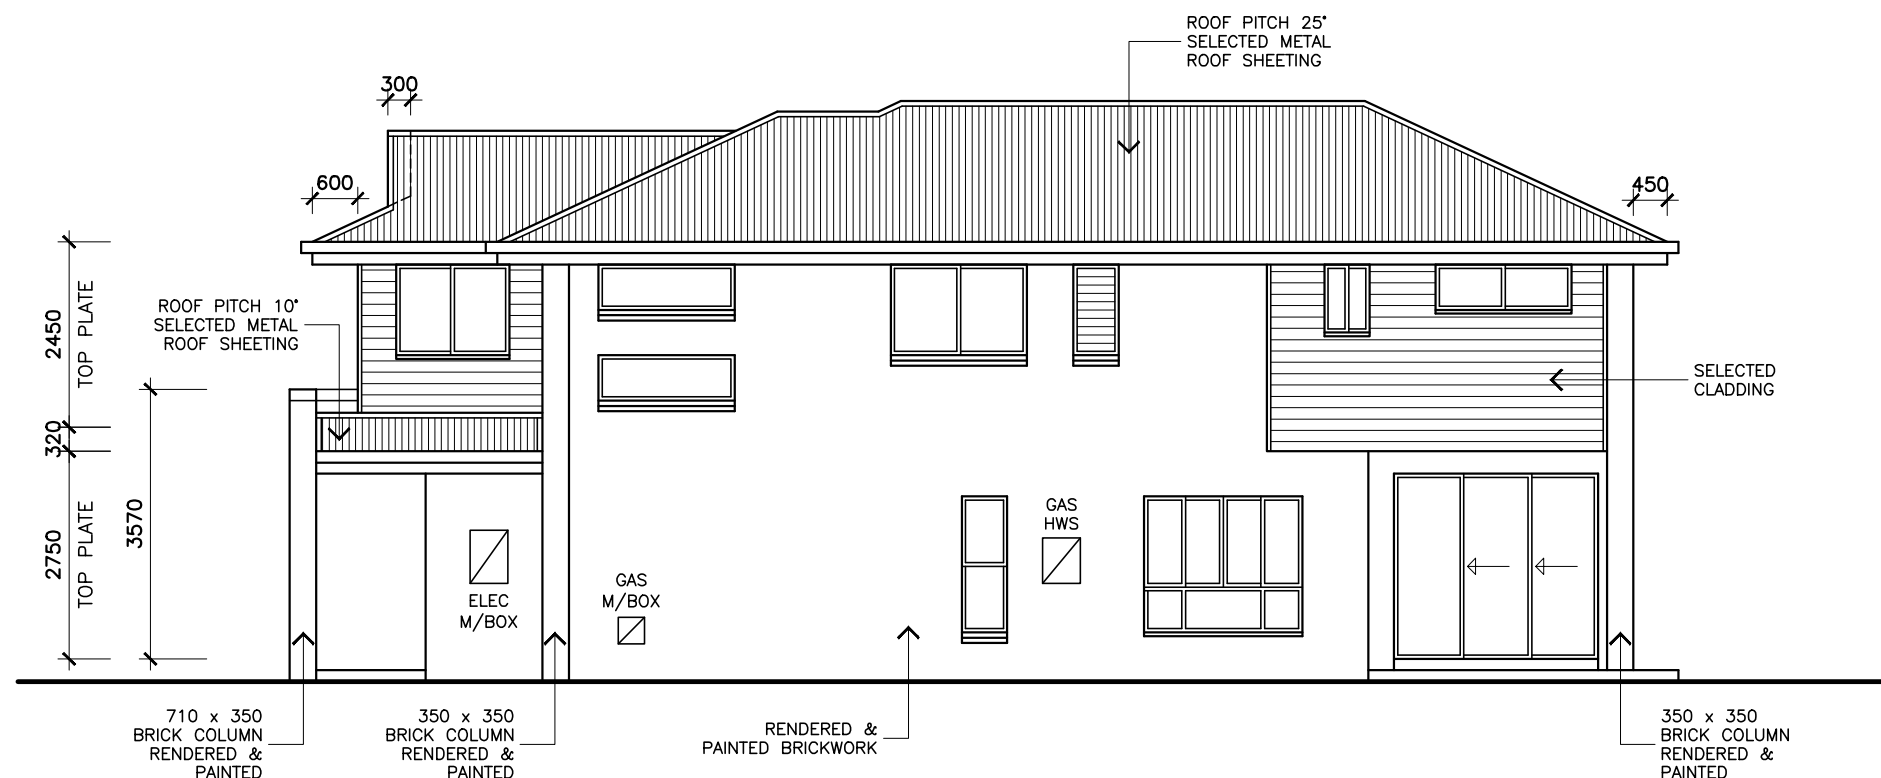 ROOF PITCH 25°
SELECTED METAL
ROOF SHEETING
300
600
450
ROOF PITCH 10°
SELECTED METAL
ROOF SHEETING
2450
TOP PLATE
320
2750
TOP PLATE
3570
SELECTED
CLADDING
GAS
HWS
ELEC
M/BOX
GAS
M/BOX
710 x 350
BRICK COLUMN
RENDERED &
PAINTED
350 x 350
BRICK COLUMN
RENDERED &
PAINTED
RENDERED &
PAINTED BRICKWORK
350 x 350
BRICK COLUMN
RENDERED &
PAINTED